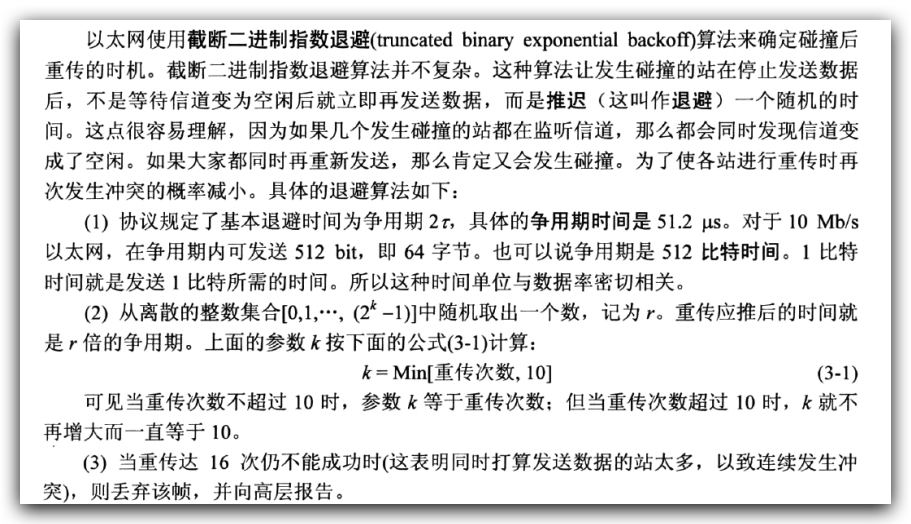 以太网使用截断二进制指数退避(truncated binary exponential backoff)算法来确定碰撞后
重传的时机。截断二进制指数退避算法并不复杂。这种算法让发生碰撞的站在停止发送数据
后，不是等待信道变为空闲后就立即再发送数据，而是推迟（这叫作退避）一个随机的时
间。这点很容易理解，因为如果几个发生碰撞的站都在监听信道，那么都会同时发现信道变
成了空闲。如果大家都同时再重新发送，那么肯定又会发生碰撞。为了使各站进行重传时再
次发生冲突的概率减小。具体的退避算法如下：
(1) 协议规定了基本退避时间为争用期 2τ，具体的争用期时间是 51.2 μs。对于 10 Mb/s
以太网，在争用期内可发送 512 bit，即 64 字节。也可以说争用期是 512 比特时间。1 比特
时间就是发送 1 比特所需的时间。所以这种时间单位与数据率密切相关。
(2) 从离散的整数集合[0,1,⋯, (2^k −1)]中随机取出一个数，记为 r。重传应推后的时间就
是 r 倍的争用期。上面的参数 k 按下面的公式(3-1)计算：
k = Min[重传次数, 10] (3-1)
可见当重传次数不超过 10 时，参数 k 等于重传次数；但当重传次数超过 10 时，k 就不
再增大而一直等于 10。
(3) 当重传达 16 次仍不能成功时(这表明同时打算发送数据的站太多，以致连续发生冲
突)，则丢弃该帧，并向高层报告。